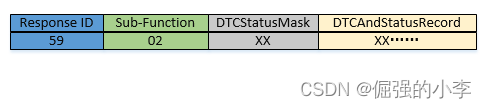 Response ID Sub-Function DTCStatusMask DTCAndStatusRecord
59 02 XX XX······
CSDN @倔强的小李